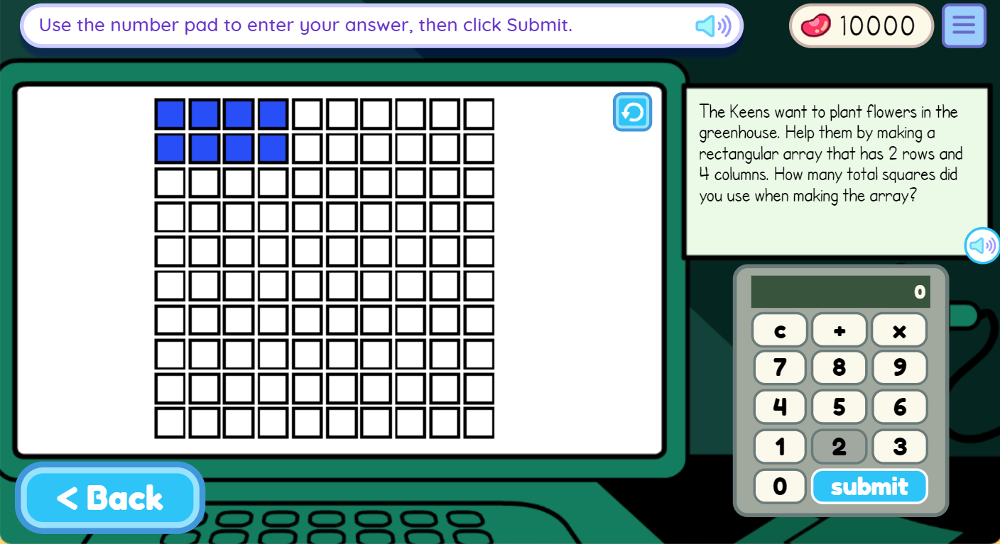 Use the number pad to enter your answer, then click Submit.
10000
The Keens want to plant flowers in the
greenhouse. Help them by making a
rectangular array that has 2 rows and
4 columns. How many total squares did
you use when making the array?
0
c + x
7 8 9
4 5 6
1 2 3
0 submit
< Back